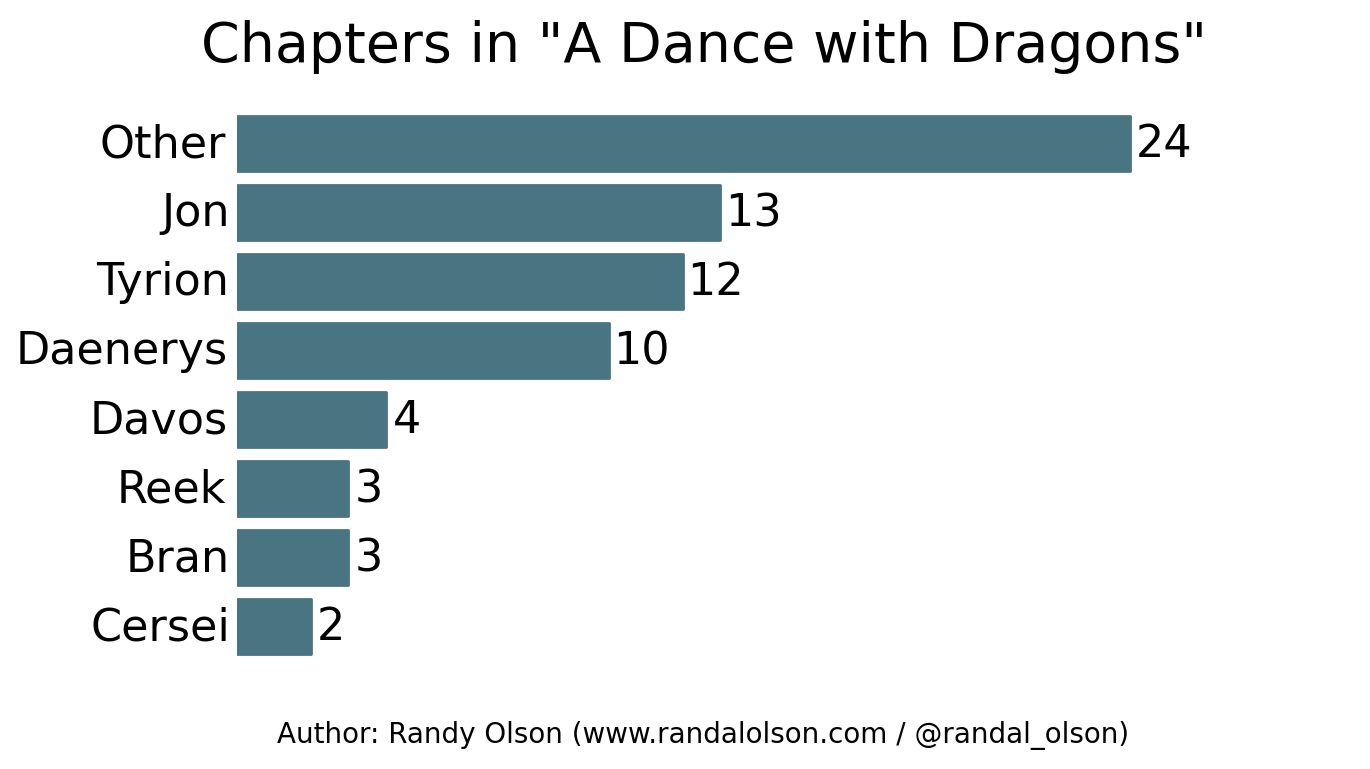 Chapters in "A Dance with Dragons"
Other 24
Jon 13
Tyrion 12
Daenerys 10
Davos 4
Reek 3
Bran 3
Cersei 2
Author: Randy Olson (www.randalolson.com / @randal_olson)